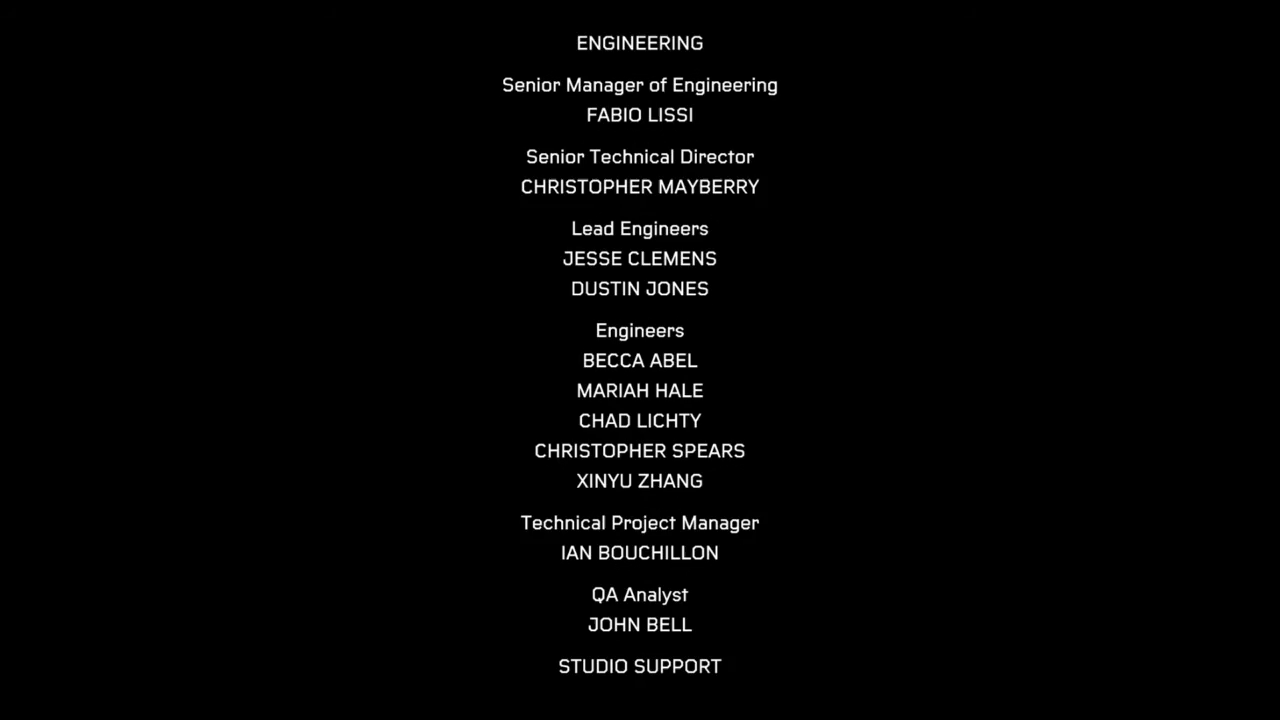 ENGINEERING
Senior Manager of Engineering
FABIO LISSI
Senior Technical Director
CHRISTOPHER MAYBERRY
Lead Engineers
JESSE CLEMENS
DUSTIN JONES
Engineers
BECCA ABEL
MARIAH HALE
CHAD LICHTY
CHRISTOPHER SPEARS
XINYU ZHANG
Technical Project Manager
IAN BOUCHILLON
QA Analyst
JOHN BELL
STUDIO SUPPORT